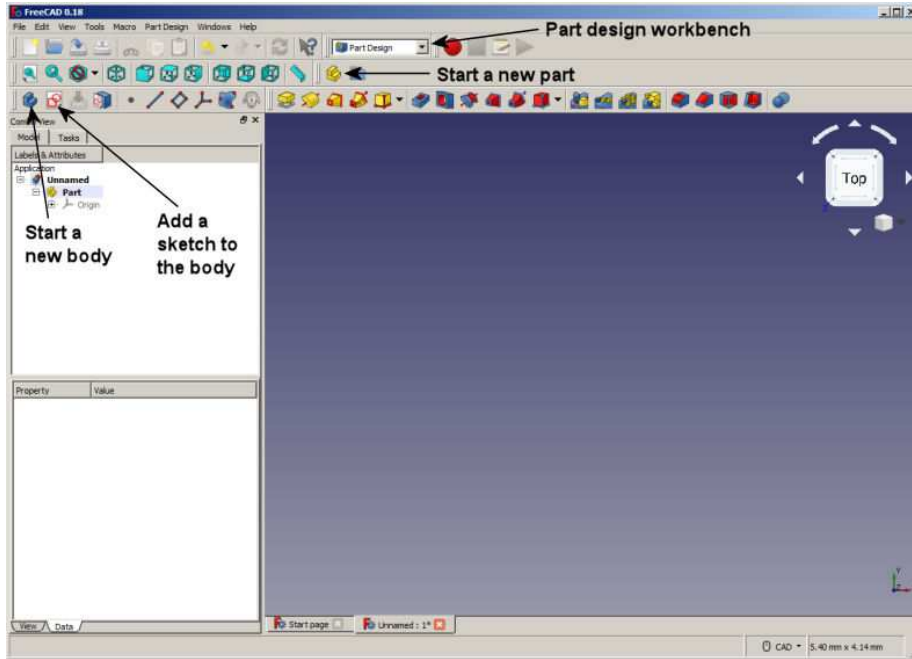 FreeCAD 0.18
File Edit View Tools Macro Part Design Windows Help
Part design workbench
Part Design
Start a new part
Combo View
Model Tasks
Labels & Attributes
Application
Unnamed
Part
Origin
Start a
new body
Add a
sketch to
the body
Top
Property Value
View Data
Start page
Unnamed : 1*
CAD 5.40 mm x 4.14 mm
Y
Z